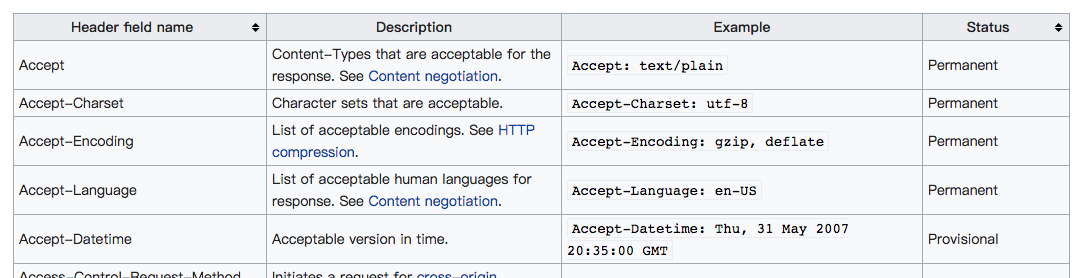 Header field name Description Example Status
Accept Content-Types that are acceptable for the response. See Content negotiation. Accept: text/plain Permanent
Accept-Charset Character sets that are acceptable. Accept-Charset: utf-8 Permanent
Accept-Encoding List of acceptable encodings. See HTTP compression. Accept-Encoding: gzip, deflate Permanent
Accept-Language List of acceptable human languages for response. See Content negotiation. Accept-Language: en-US Permanent
Accept-Datetime Acceptable version in time. Accept-Datetime: Thu, 31 May 2007 20:35:00 GMT Provisional
Access-Control-Request-Method Initiates a request for cross-origin